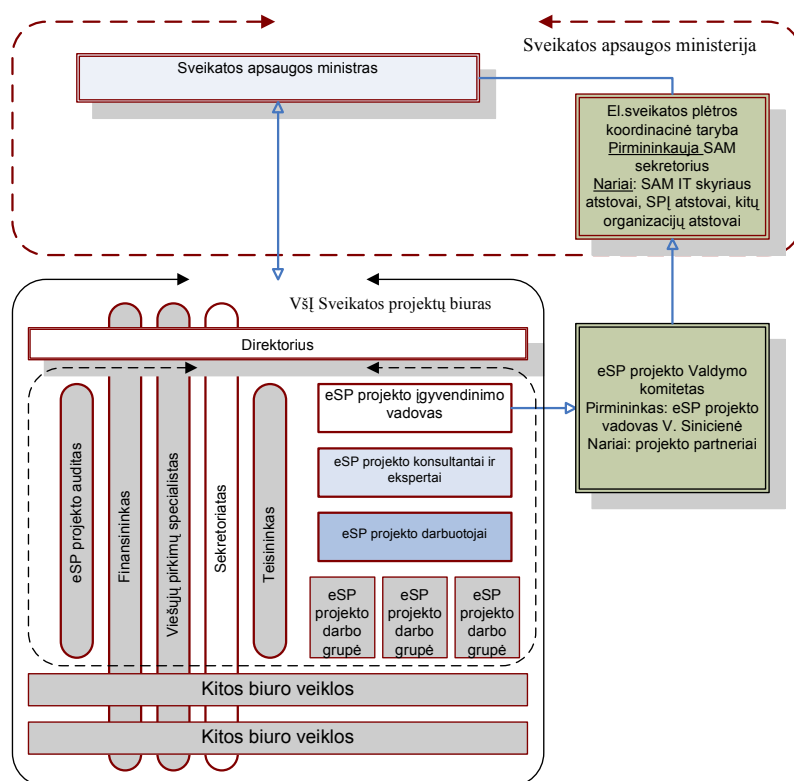 Sveikatos apsaugos ministerija
Sveikatos apsaugos ministras
El.sveikatos plėtros
koordinacinė taryba
Pirmininkauja SAM
sekretorius
Nariai: SAM IT skyriaus
atstovai, SPĮ atstovai, kitų
organizacijų atstovai
VšĮ Sveikatos projektų biuras
Direktorius
eSP projekto auditas
Finansininkas
Viešųjų pirkimų specialistas
Sekretoriatas
Teisininkas
eSP projekto įgyvendinimo
vadovas
eSP projekto konsultantai ir
ekspertai
eSP projekto darbuotojai
eSP
projekto
darbo
grupė
eSP
projekto
darbo
grupė
eSP
projekto
darbo
grupė
eSP projekto Valdymo
komitetas
Pirmininkas: eSP projekto
vadovas V. Sinicienė
Nariai: projekto partneriai
Kitos biuro veiklos
Kitos biuro veiklos